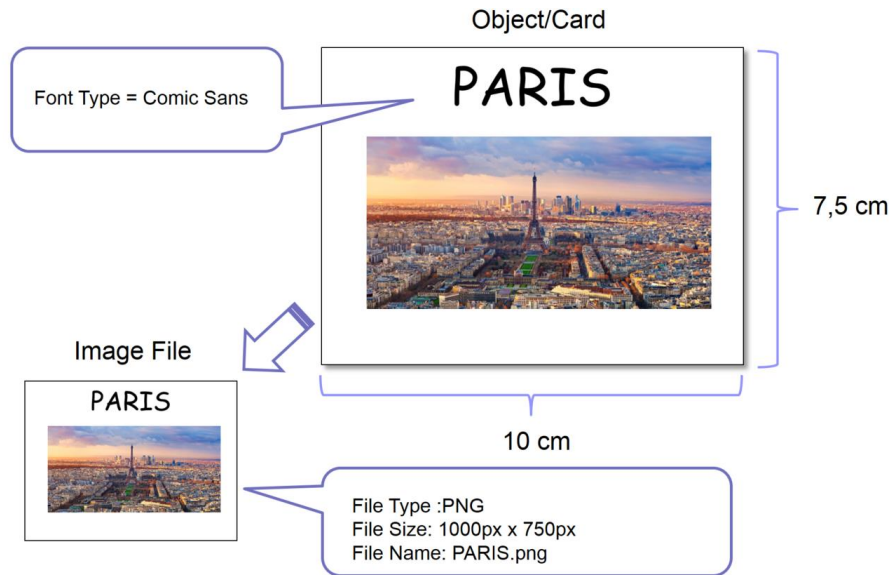 Object/Card
Font Type = Comic Sans
PARIS
7,5 cm
Image File
PARIS
10 cm
File Type :PNG
File Size: 1000px x 750px
File Name: PARIS.png